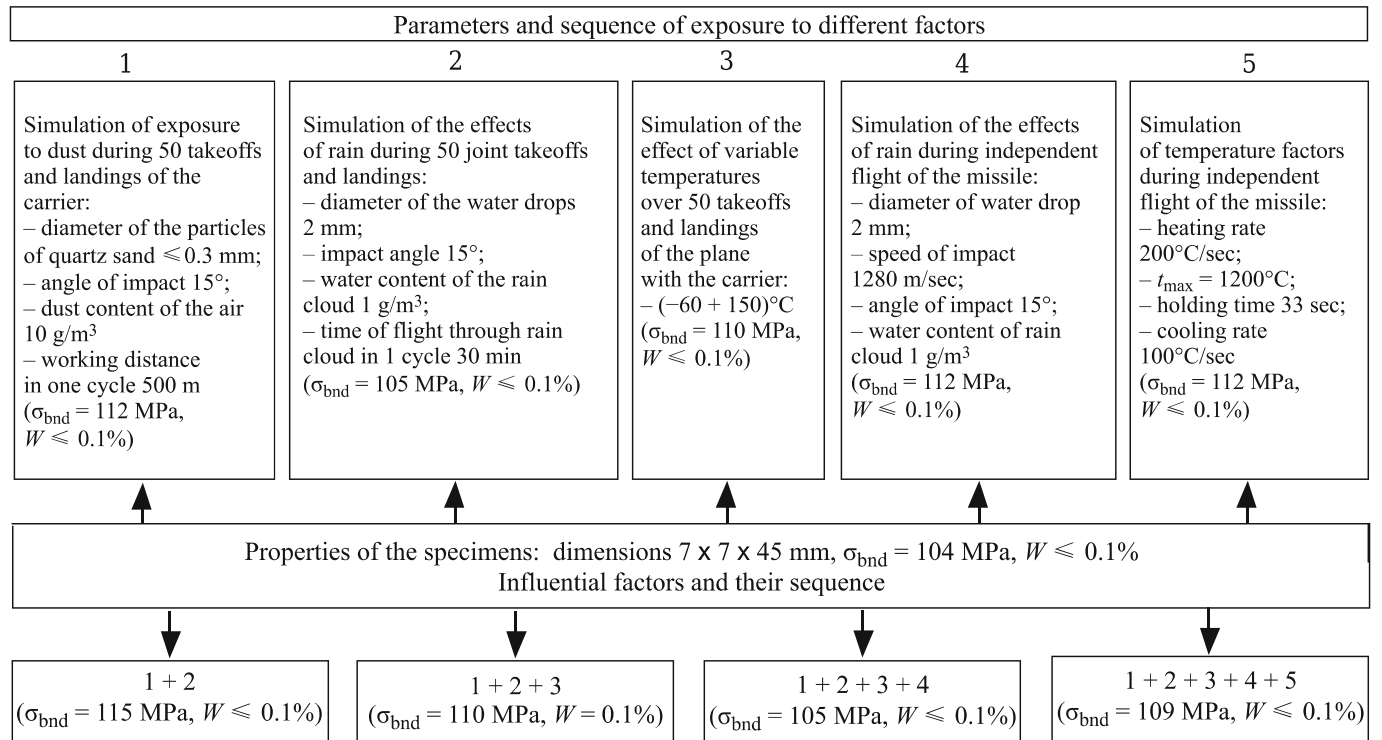 Parameters and sequence of exposure to different factors
1
Simulation of exposure
to dust during 50 takeoffs
and landings of the
carrier:
– diameter of the particles
of quartz sand ⩽0.3 mm;
– angle of impact 15°;
– dust content of the air
10 g/m³
– working distance
in one cycle 500 m
(σbnd = 112 MPa,
W ⩽ 0.1%)
2
Simulation of the effects
of rain during 50 joint takeoffs
and landings:
– diameter of the water drops
2 mm;
– impact angle 15°;
– water content of the rain
cloud 1 g/m³;
– time of flight through rain
cloud in 1 cycle 30 min
(σbnd = 105 MPa, W ⩽ 0.1%)
3
Simulation of the
effect of variable
temperatures
over 50 takeoffs
and landings
of the plane
with the carrier:
– (−60 + 150)°C
(σbnd = 110 MPa,
W ⩽ 0.1%)
4
Simulation of the effects
of rain during independent
flight of the missile:
– diameter of water drop
2 mm;
– speed of impact
1280 m/sec;
– angle of impact 15°;
– water content of rain
cloud 1 g/m³
(σbnd = 112 MPa,
W ⩽ 0.1%)
5
Simulation
of temperature factors
during independent
flight of the missile:
– heating rate
200°C/sec;
– tmax = 1200°C;
– holding time 33 sec;
– cooling rate
100°C/sec
(σbnd = 112 MPa,
W ⩽ 0.1%)
Properties of the specimens: dimensions 7 x 7 x 45 mm, σbnd = 104 MPa, W ⩽ 0.1%
Influential factors and their sequence
1 + 2
(σbnd = 115 MPa, W ⩽ 0.1%)
1 + 2 + 3
(σbnd = 110 MPa, W = 0.1%)
1 + 2 + 3 + 4
(σbnd = 105 MPa, W ⩽ 0.1%)
1 + 2 + 3 + 4 + 5
(σbnd = 109 MPa, W ⩽ 0.1%)